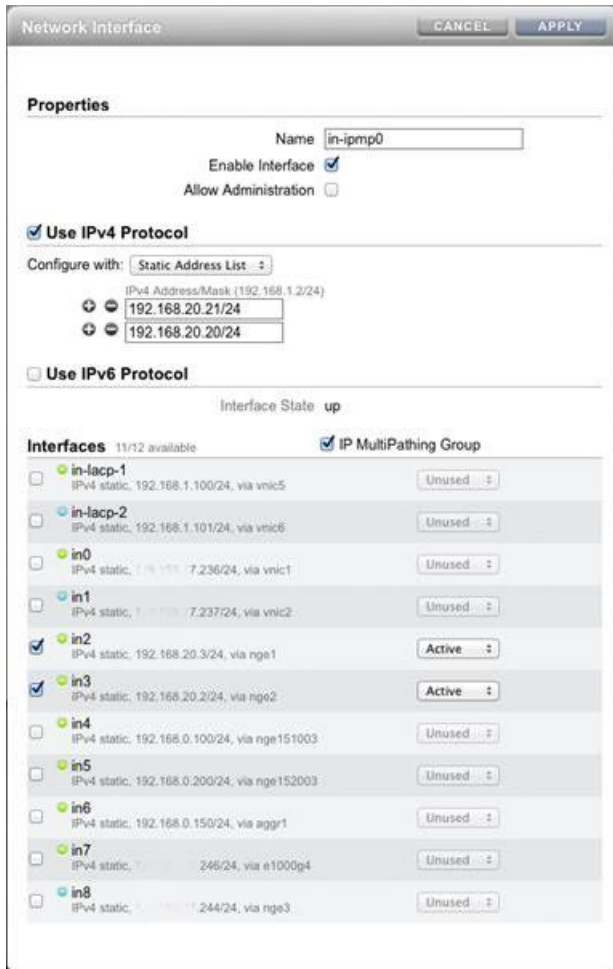 Network Interface CANCEL APPLY
Properties
Name in-ipmp0
Enable Interface
Allow Administration
Use IPv4 Protocol
Configure with: Static Address List
IPv4 Address/Mask (192.168.1.2/24)
192.168.20.21/24
192.168.20.20/24
Use IPv6 Protocol
Interface State up
Interfaces 11/12 available IP MultiPathing Group
in-lacp-1 Unused
IPv4 static, 192.168.1.100/24, via vnic5
in-lacp-2 Unused
IPv4 static, 192.168.1.101/24, via vnic6
in0 Unused
IPv4 static, 7.236/24, via vnic1
in1 Unused
IPv4 static, 7.237/24, via vnic2
in2 Active
IPv4 static, 192.168.20.3/24, via nge1
in3 Active
IPv4 static, 192.168.20.2/24, via nge2
in4 Unused
IPv4 static, 192.168.0.100/24, via nge151003
in5 Unused
IPv4 static, 192.168.0.200/24, via nge152003
in6 Unused
IPv4 static, 192.168.0.150/24, via aggr1
in7 Unused
IPv4 static, 246/24, via e1000g4
in8 Unused
IPv4 static, .244/24, via nge3